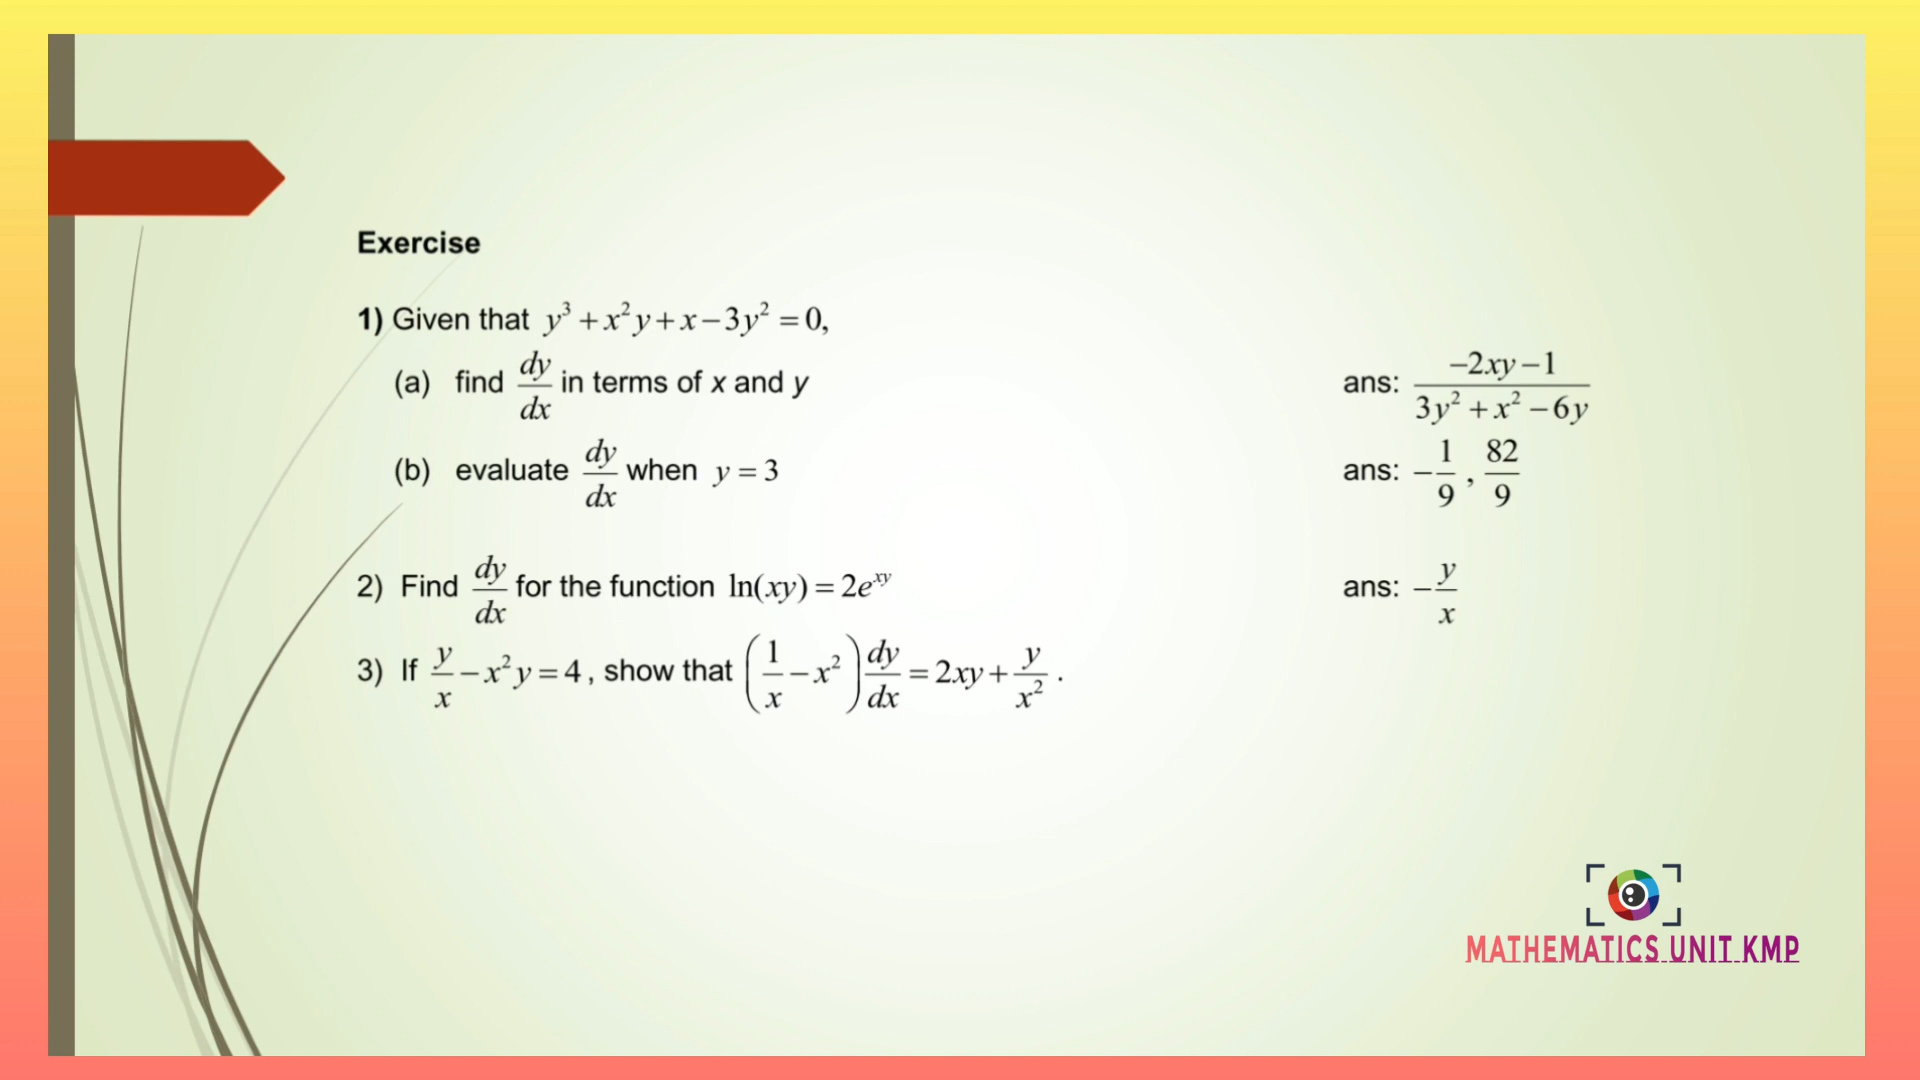 Exercise
1) Given that y³ + x²y + x − 3y² = 0,
(a) find dy/dx in terms of x and y ans: (−2xy − 1)/(3y² + x² − 6y)
(b) evaluate dy/dx when y = 3 ans: −1/9, 82/9
2) Find dy/dx for the function ln(xy) = 2e^(xy) ans: −y/x
3) If y/x − x²y = 4, show that (1/x − x²) dy/dx = 2xy + y/x².
MATHEMATICS UNIT KMP